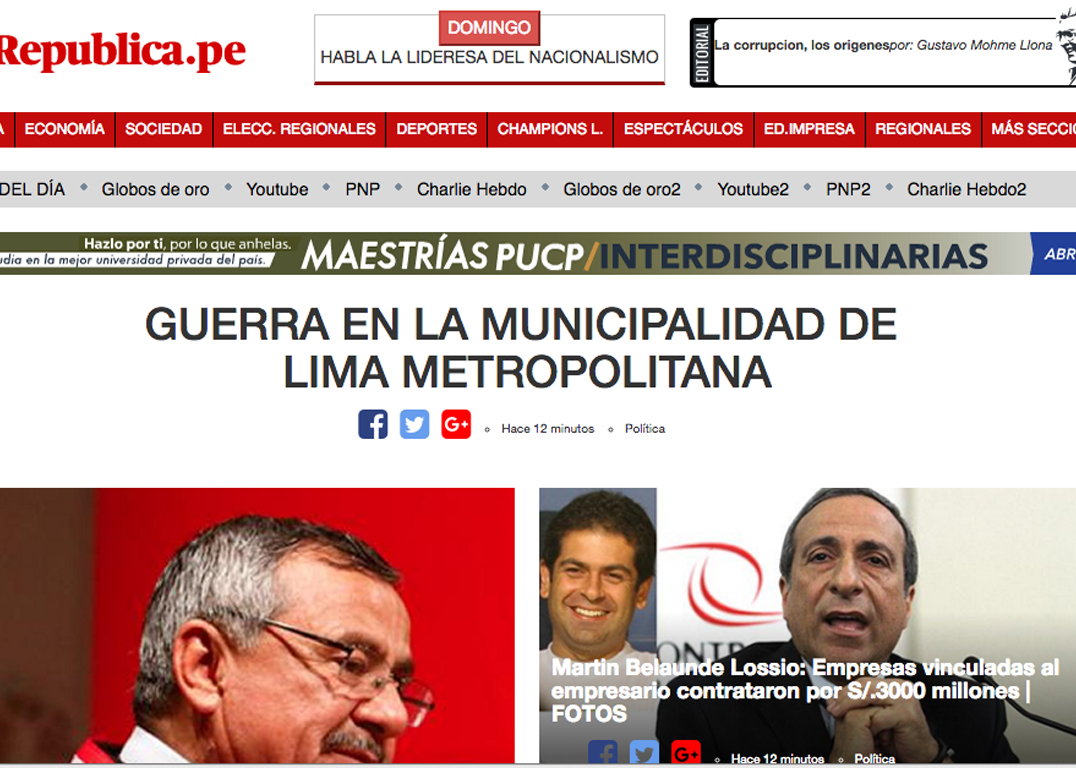 Republica.pe
DOMINGO
HABLA LA LIDERESA DEL NACIONALISMO
EDITORIAL
La corrupcion, los origenespor: Gustavo Mohme Llona
A ECONOMÍA SOCIEDAD ELECC. REGIONALES DEPORTES CHAMPIONS L. ESPECTÁCULOS ED.IMPRESA REGIONALES MÁS SECCIO
DEL DÍA Globos de oro Youtube PNP Charlie Hebdo Globos de oro2 Youtube2 PNP2 Charlie Hebdo2
Hazlo por ti, por lo que anhelas.
udia en la mejor universidad privada del país.
MAESTRÍAS PUCP/INTERDISCIPLINARIAS
ABR
GUERRA EN LA MUNICIPALIDAD DE
LIMA METROPOLITANA
Hace 12 minutos Política
ONTR
Martin Belaunde Lossio: Empresas vinculadas al
empresario contrataron por S/.3000 millones |
FOTOS
Hace 12 minutos Política